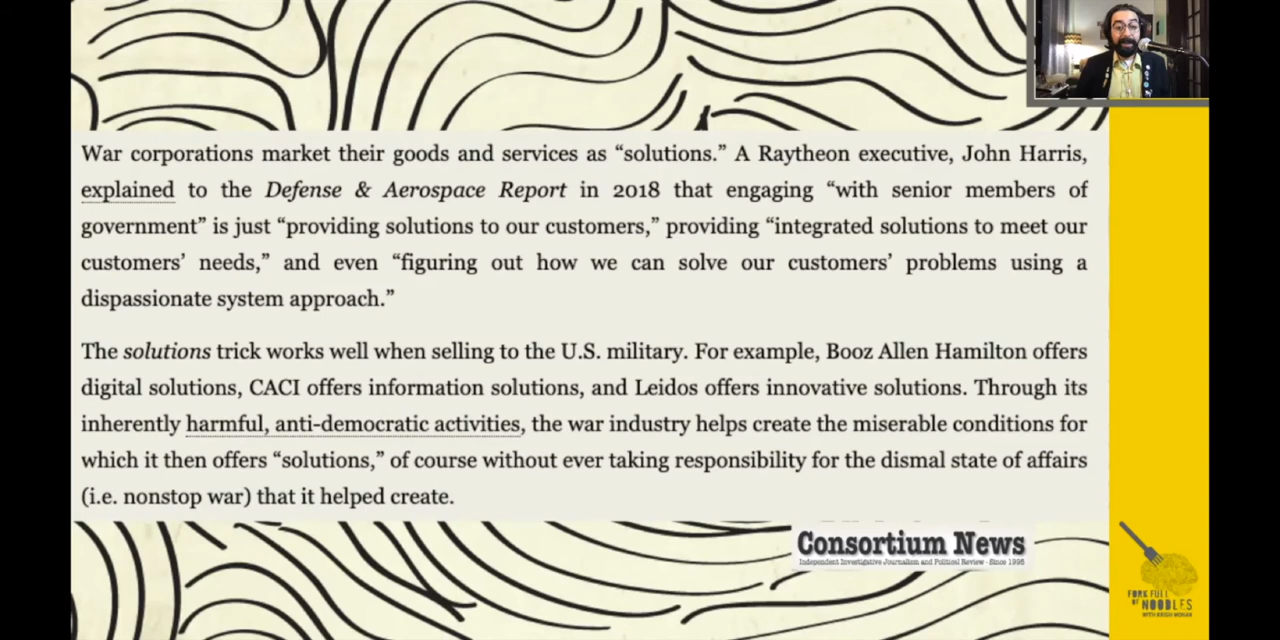 War corporations market their goods and services as “solutions.” A Raytheon executive, John Harris,
explained to the Defense & Aerospace Report in 2018 that engaging “with senior members of
government” is just “providing solutions to our customers,” providing “integrated solutions to meet our
customers’ needs,” and even “figuring out how we can solve our customers’ problems using a
dispassionate system approach.”
The solutions trick works well when selling to the U.S. military. For example, Booz Allen Hamilton offers
digital solutions, CACI offers information solutions, and Leidos offers innovative solutions. Through its
inherently harmful, anti-democratic activities, the war industry helps create the miserable conditions for
which it then offers “solutions,” of course without ever taking responsibility for the dismal state of affairs
(i.e. nonstop war) that it helped create.
Consortium News
Independent Investigative Journalism and Political Review - Since 1995
FORK FULL
OF NOODLES
WITH KRISH MOHAN